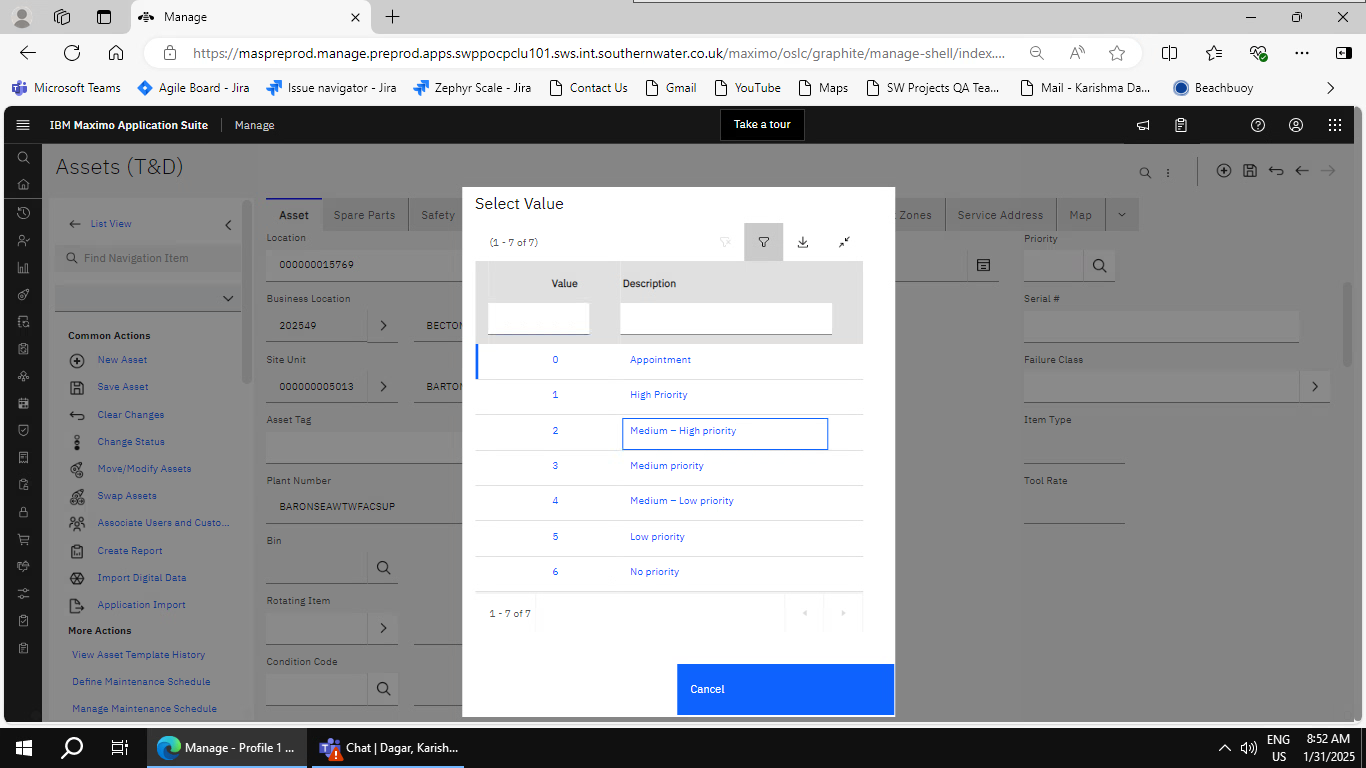 Manage
https://maspreprod.manage.preprod.apps.swppocpclu101.sws.int.southernwater.co.uk/maximo/oslc/graphite/manage-shell/index....
Microsoft Teams
Agile Board - Jira
Issue navigator - Jira
Zephyr Scale - Jira
Contact Us
Gmail
YouTube
Maps
SW Projects QA Tea...
Mail - Karishma Da...
Beachbuoy
IBM Maximo Application Suite
Manage
Take a tour
Assets (T&D)
List View
Find Navigation Item
Common Actions
New Asset
Save Asset
Clear Changes
Change Status
Move/Modify Assets
Swap Assets
Associate Users and Custo...
Create Report
Import Digital Data
Application Import
More Actions
View Asset Template History
Define Maintenance Schedule
Manage Maintenance Schedule
Asset
Spare Parts
Safety
Zones
Service Address
Map
Location
000000015769
Business Location
202549
BECTON
Site Unit
000000005013
BARTON
Asset Tag
Plant Number
BARONSEAWTWFACSUP
Bin
Rotating Item
Condition Code
Select Value
(1 - 7 of 7)
Value
Description
0 Appointment
1 High Priority
2 Medium – High priority
3 Medium priority
4 Medium – Low priority
5 Low priority
6 No priority
1 - 7 of 7
Cancel
Priority
Serial #
Failure Class
Item Type
Tool Rate
Manage - Profile 1 ...
Chat | Dagar, Karish...
ENG
US
8:52 AM
1/31/2025